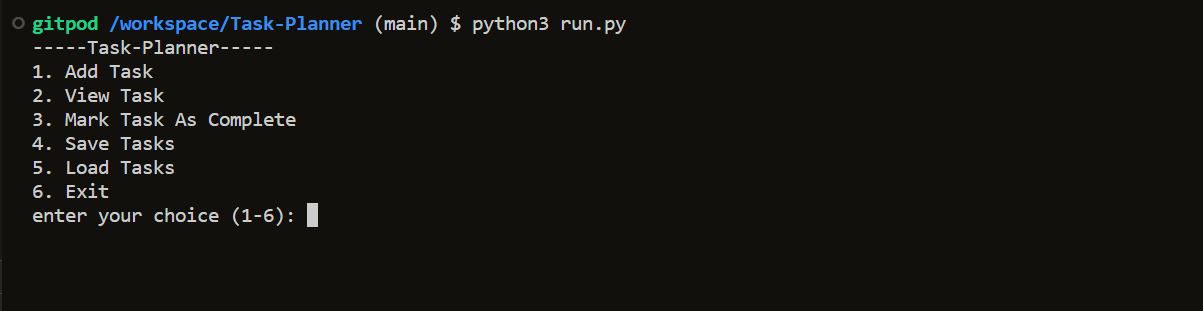 gitpod /workspace/Task-Planner (main) $ python3 run.py
-----Task-Planner-----
1. Add Task
2. View Task
3. Mark Task As Complete
4. Save Tasks
5. Load Tasks
6. Exit
enter your choice (1-6):